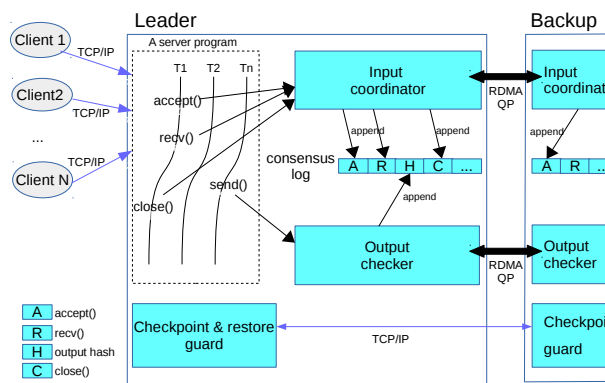 Leader
Backup
Client 1
TCP/IP
Client2
TCP/IP
...
TCP/IP
Client N
A server program
T1 T2 Tn
accept()
recv()
send()
close()
Input
coordinator
append
append
append
consensus
log
A R H C ...
append
Output
checker
RDMA
QP
RDMA
QP
Input
append
A R ...
Output
checker
Checkpoint & restore
guard
TCP/IP
guard
A accept()
R recv()
H output hash
C close()